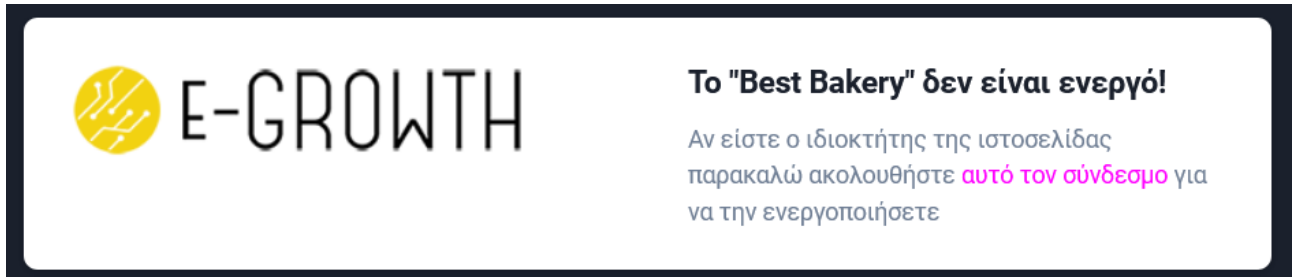 E-GROWTH
Το "Best Bakery" δεν είναι ενεργό!
Αν είστε ο ιδιοκτήτης της ιστοσελίδας
παρακαλώ ακολουθήστε αυτό τον σύνδεσμο για
να την ενεργοποιήσετε